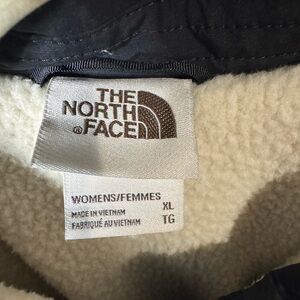 THE
NORTH
® FACE
WOMENS/FEMMES
XL
MADE IN VIETNAM
FABRIQUÉ AU VIETNAM
TG